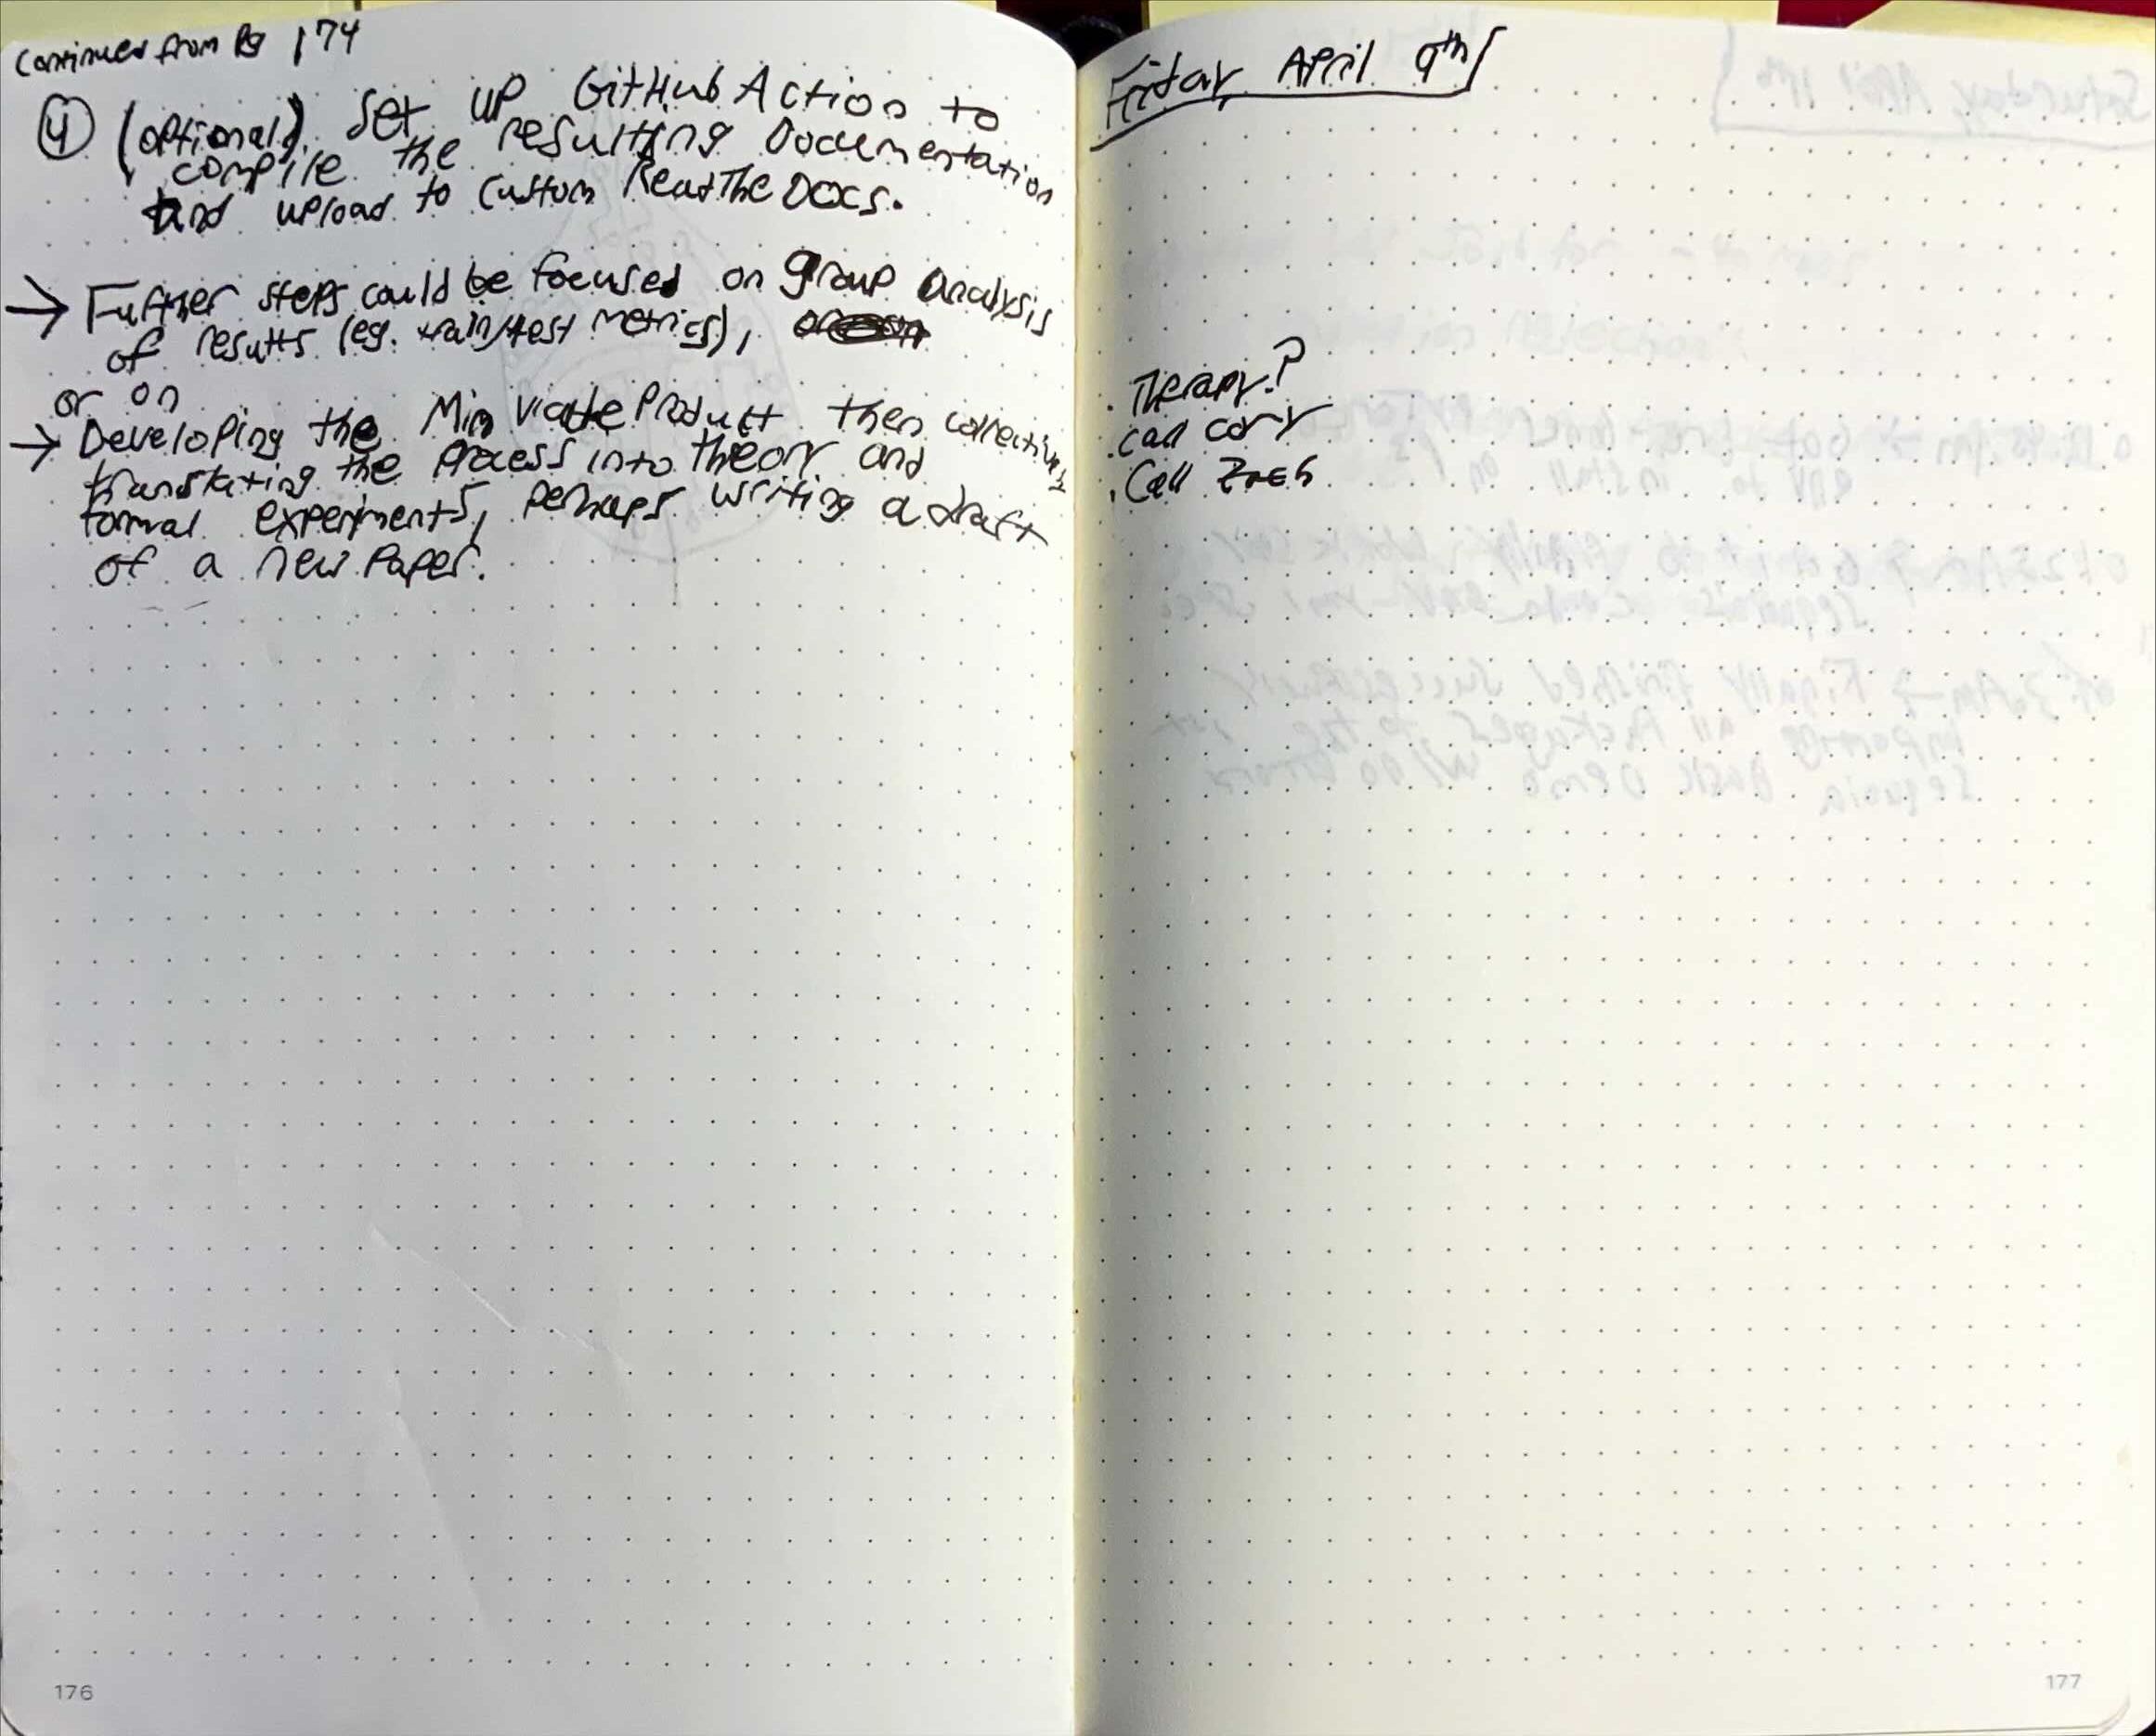 Continued from Pg 174
④ (optional). Set up GitHub Action to
compile the resulting Documentation
and upload to custom ReadTheDocs.
→ Further steps could be focused on group analysis
of results (eg. train/test metrics),
or on
→ Developing the Min Viable Product then collectively
translating the process into theory and
formal experiments, perhaps writing a draft
of a new Paper.
176
Friday April 9th
. Therapy?
. call cory
. Call
177